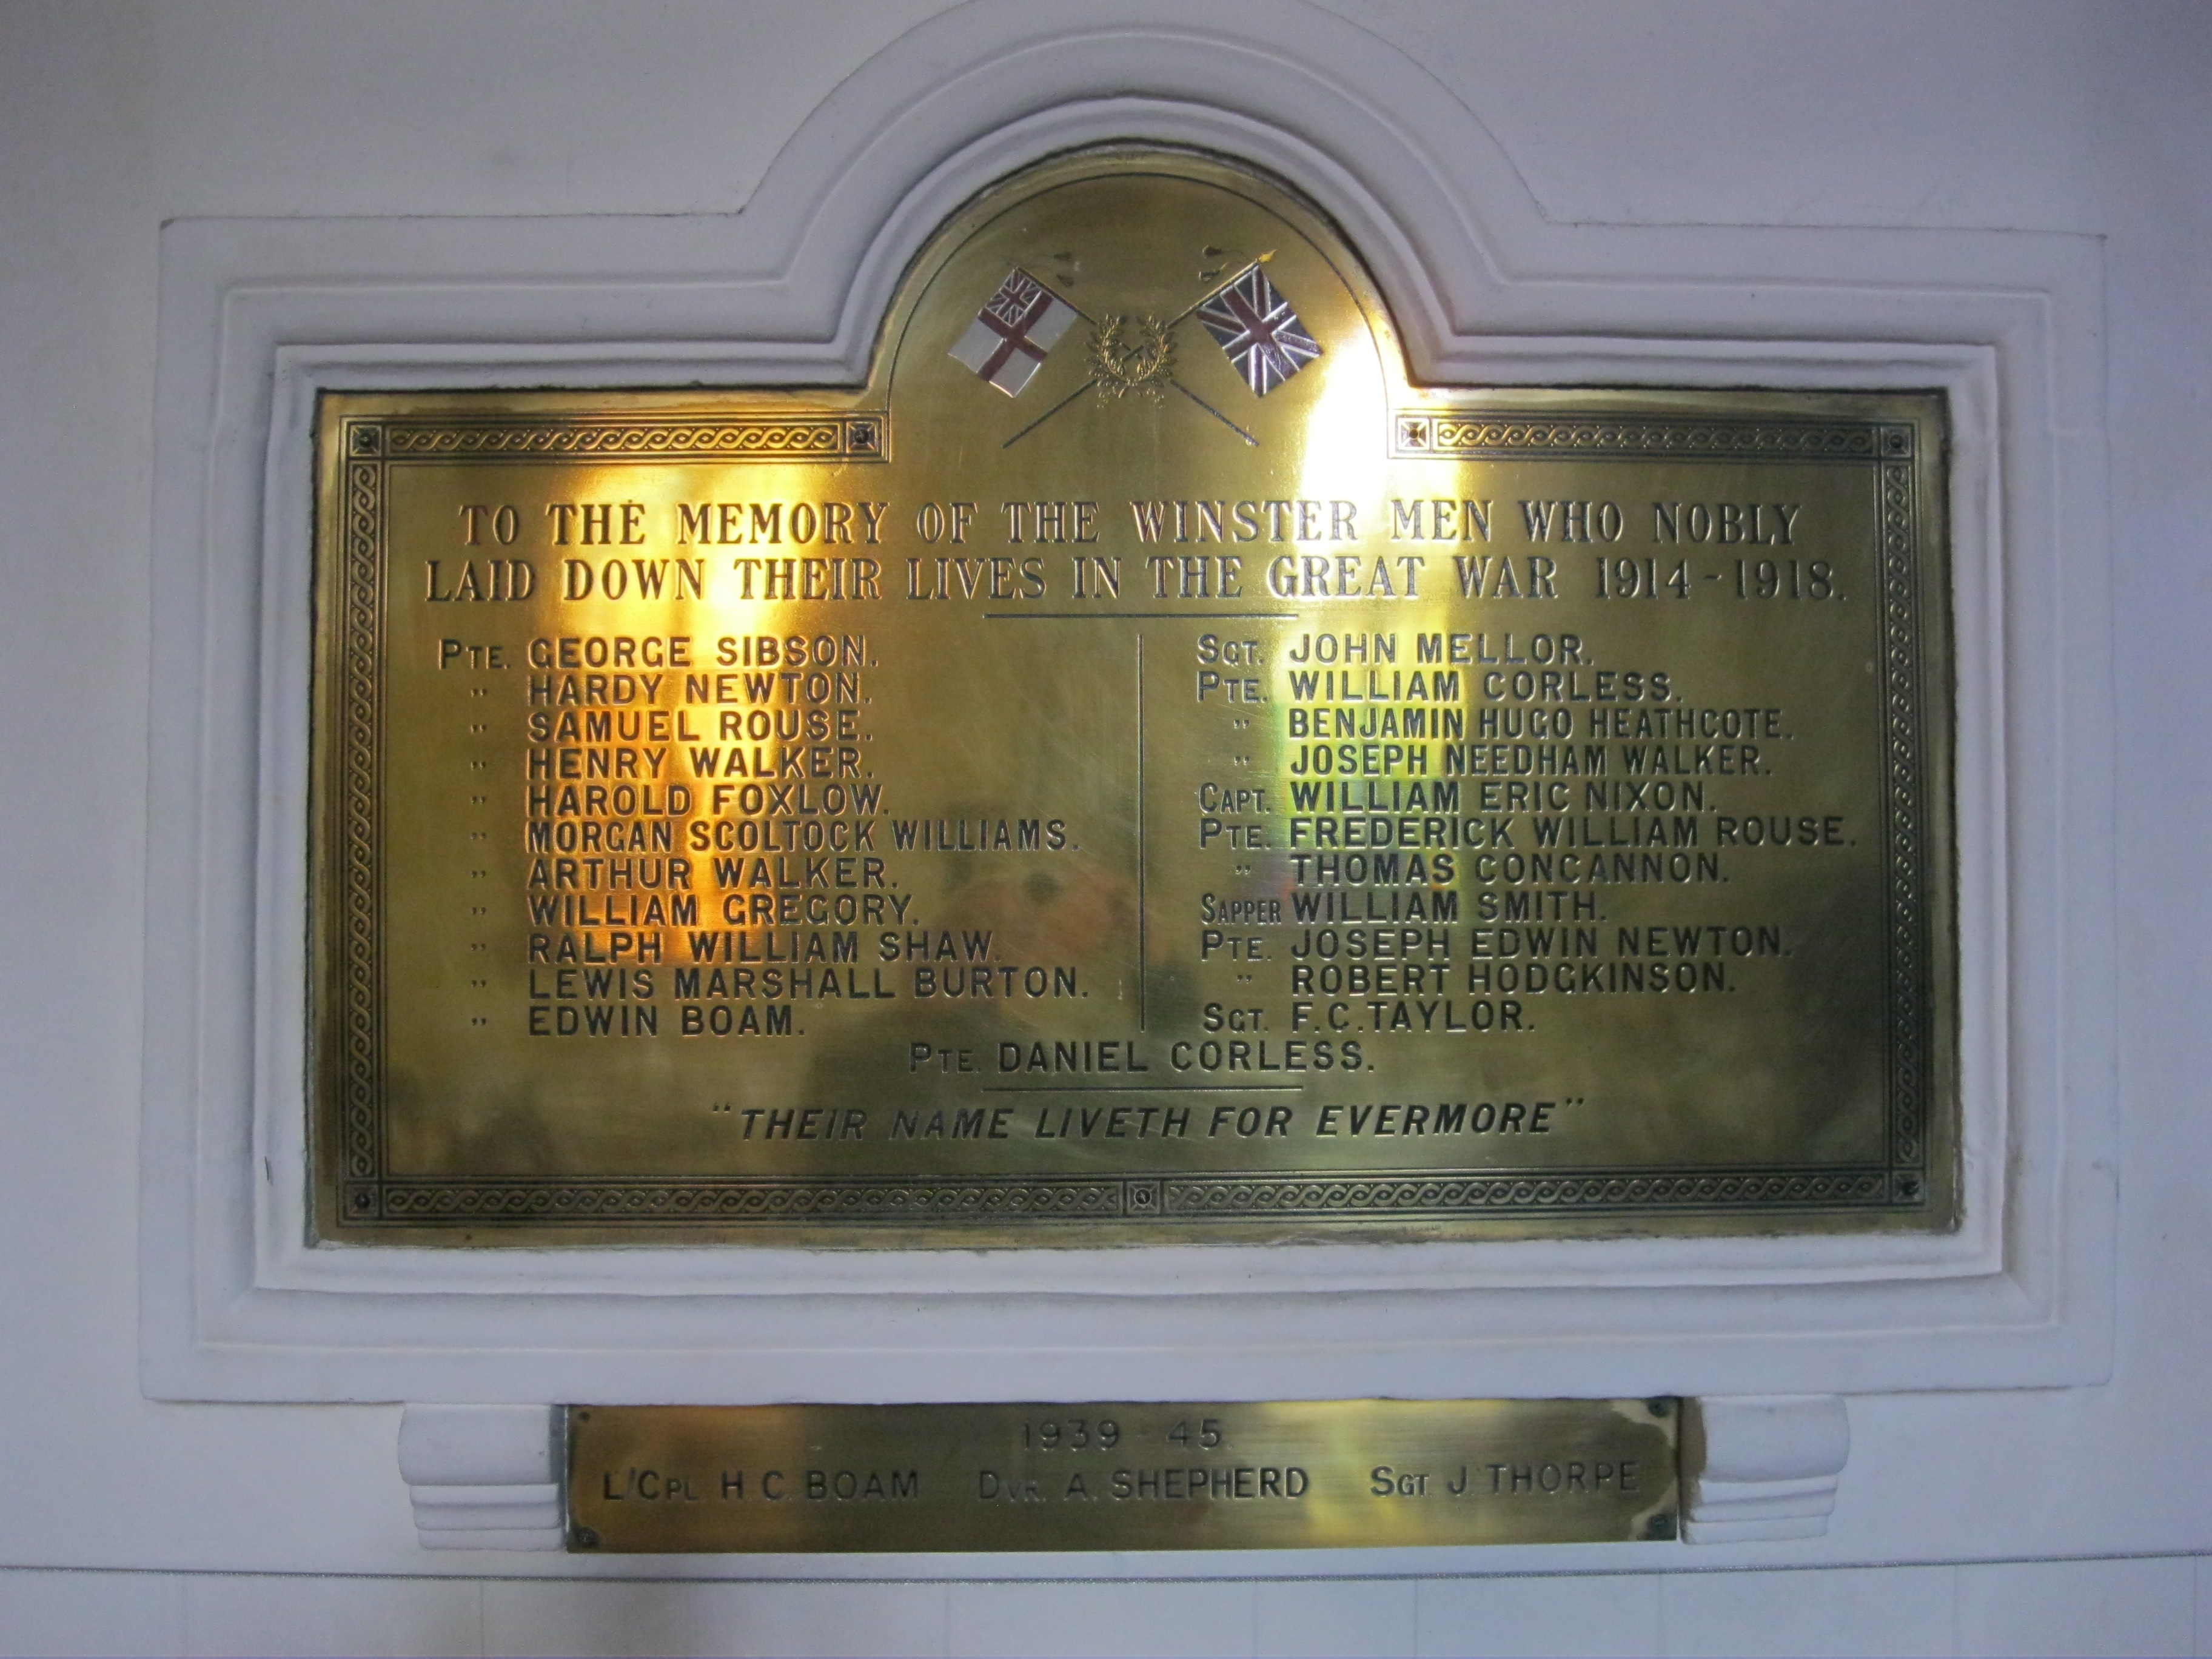 TO THE MEMORY OF THE WINSTER MEN WHO NOBLY
LAID DOWN THEIR LIVES IN THE GREAT WAR 1914-1918.
PTE. GEORGE SIBSON.
" HARDY NEWTON.
" SAMUEL ROUSE.
" HENRY WALKER.
" HAROLD FOXLOW.
" MORGAN SCOLTOCK WILLIAMS.
" ARTHUR WALKER.
" WILLIAM GREGORY.
" RALPH WILLIAM SHAW.
" LEWIS MARSHALL BURTON.
" EDWIN BOAM.
SGT. JOHN MELLOR.
PTE. WILLIAM CORLESS.
" BENJAMIN HUGO HEATHCOTE.
" JOSEPH NEEDHAM WALKER.
CAPT. WILLIAM ERIC NIXON.
PTE. FREDERICK WILLIAM ROUSE.
" THOMAS CONCANNON.
SAPPER WILLIAM SMITH.
PTE. JOSEPH EDWIN NEWTON.
" ROBERT HODGKINSON.
SGT. F.C. TAYLOR.
PTE. DANIEL CORLESS.
"THEIR NAME LIVETH FOR EVERMORE"
1939 45.
L/CPL H.C. BOAM DVR. A. SHEPHERD SGT J. THORPE